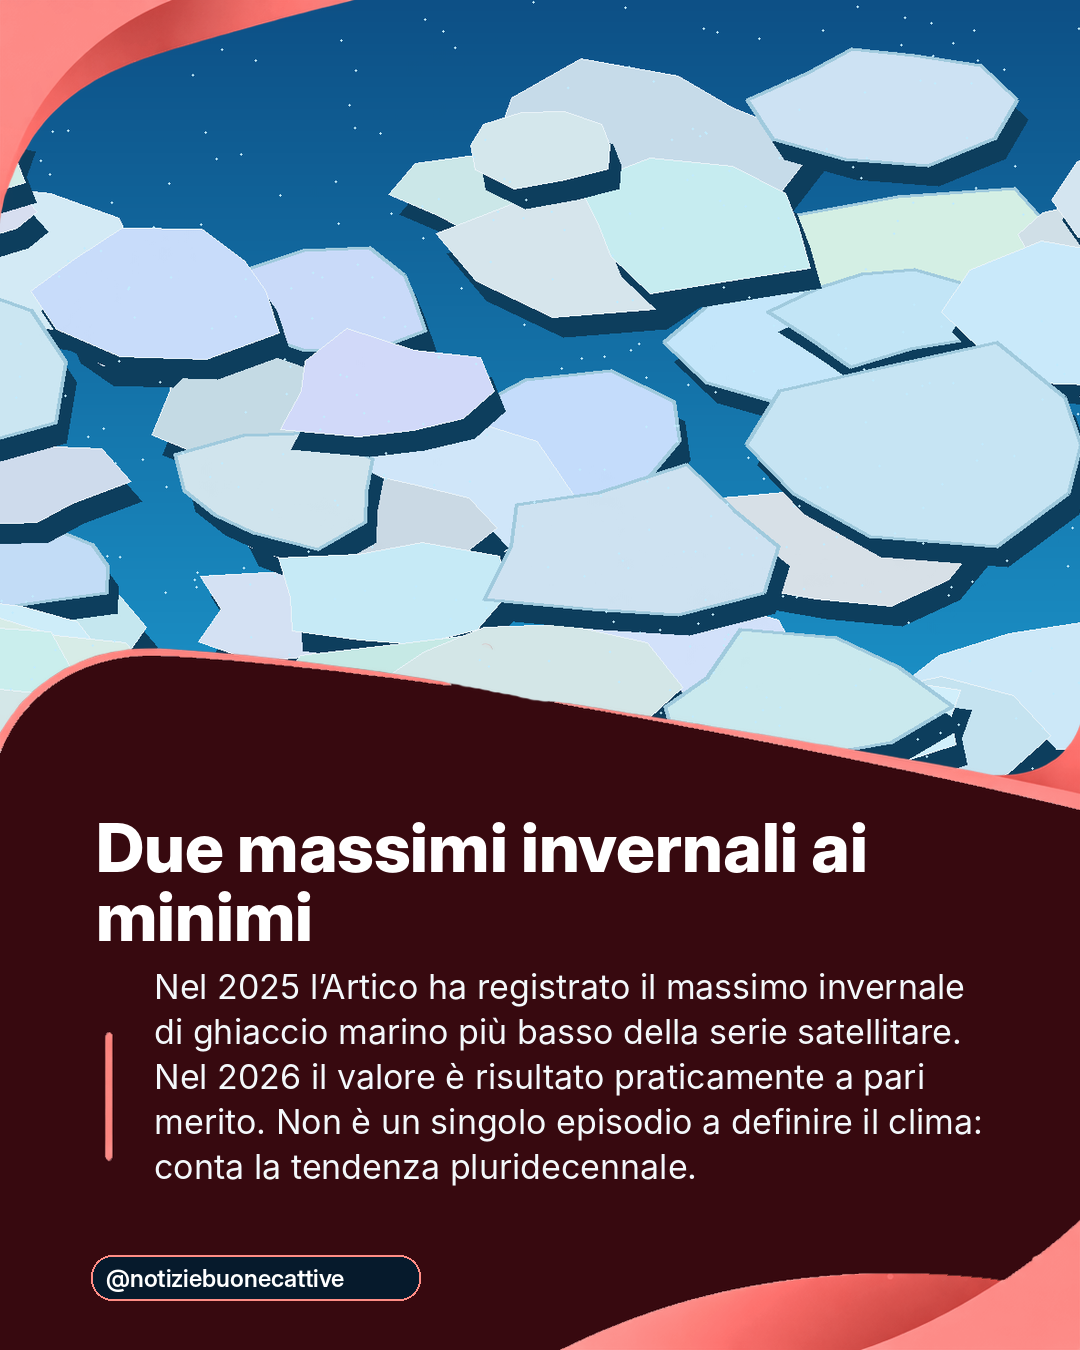 Due massimi invernali ai
minimi
Nel 2025 l’Artico ha registrato il massimo invernale
di ghiaccio marino più basso della serie satellitare.
Nel 2026 il valore è risultato praticamente a pari
merito. Non è un singolo episodio a definire il clima:
conta la tendenza pluridecennale.
@notiziebuonecattive